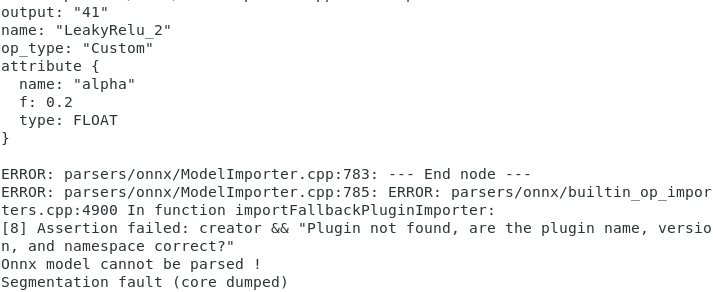 output: "41"
name: "LeakyRelu_2"
op_type: "Custom"
attribute {
  name: "alpha"
  f: 0.2
  type: FLOAT
}

ERROR: parsers/onnx/ModelImporter.cpp:783: --- End node ---
ERROR: parsers/onnx/ModelImporter.cpp:785: ERROR: parsers/onnx/builtin_op_impor
ters.cpp:4900 In function importFallbackPluginImporter:
[8] Assertion failed: creator && "Plugin not found, are the plugin name, versio
n, and namespace correct?"
Onnx model cannot be parsed !
Segmentation fault (core dumped)